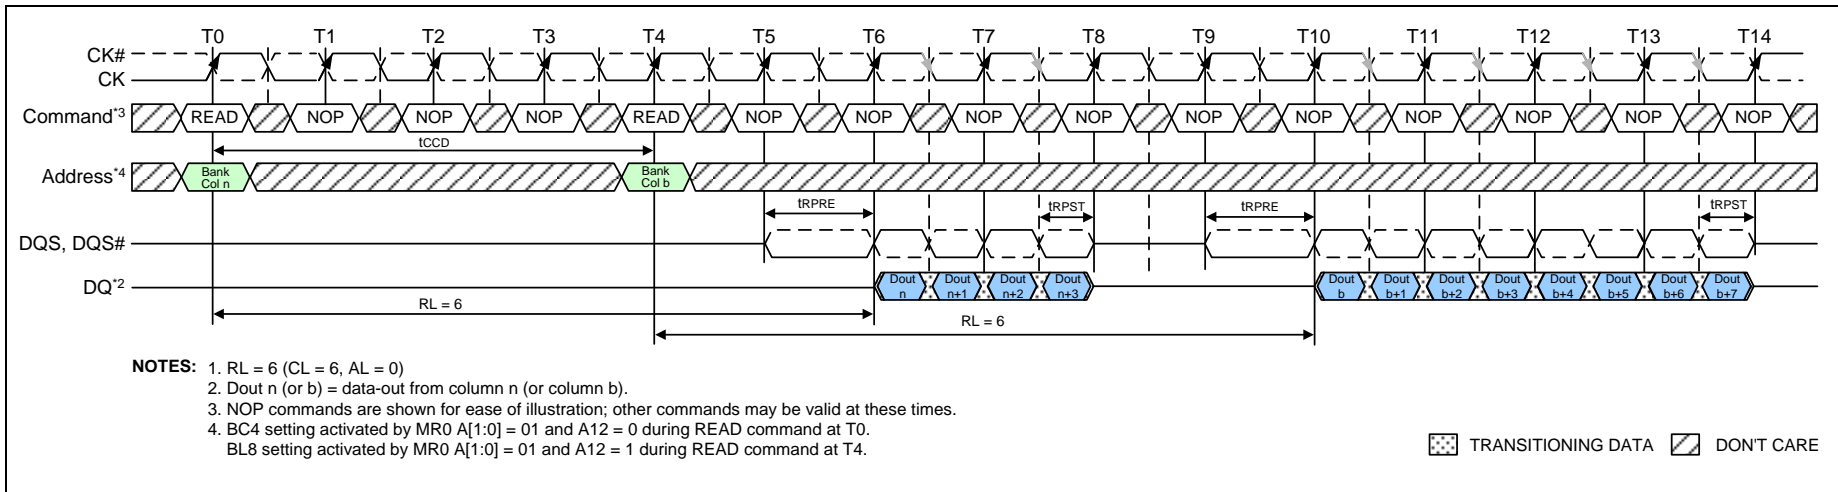 T0 T1 T2 T3 T4 T5 T6 T7 T8 T9 T10 T11 T12 T13 T14
CK#
CK
Command*3 READ NOP NOP NOP READ NOP NOP NOP NOP NOP NOP NOP NOP NOP NOP
tCCD
Address*4 Bank Col n Bank Col b
tRPRE tRPST tRPRE tRPST
DQS, DQS#
DQ*2 Dout n Dout n+1 Dout n+2 Dout n+3 Dout b Dout b+1 Dout b+2 Dout b+3 Dout b+4 Dout b+5 Dout b+6 Dout b+7
RL = 6
RL = 6
NOTES: 1. RL = 6 (CL = 6, AL = 0)
2. Dout n (or b) = data-out from column n (or column b).
3. NOP commands are shown for ease of illustration; other commands may be valid at these times.
4. BC4 setting activated by MR0 A[1:0] = 01 and A12 = 0 during READ command at T0.
BL8 setting activated by MR0 A[1:0] = 01 and A12 = 1 during READ command at T4.
TRANSITIONING DATA DON'T CARE